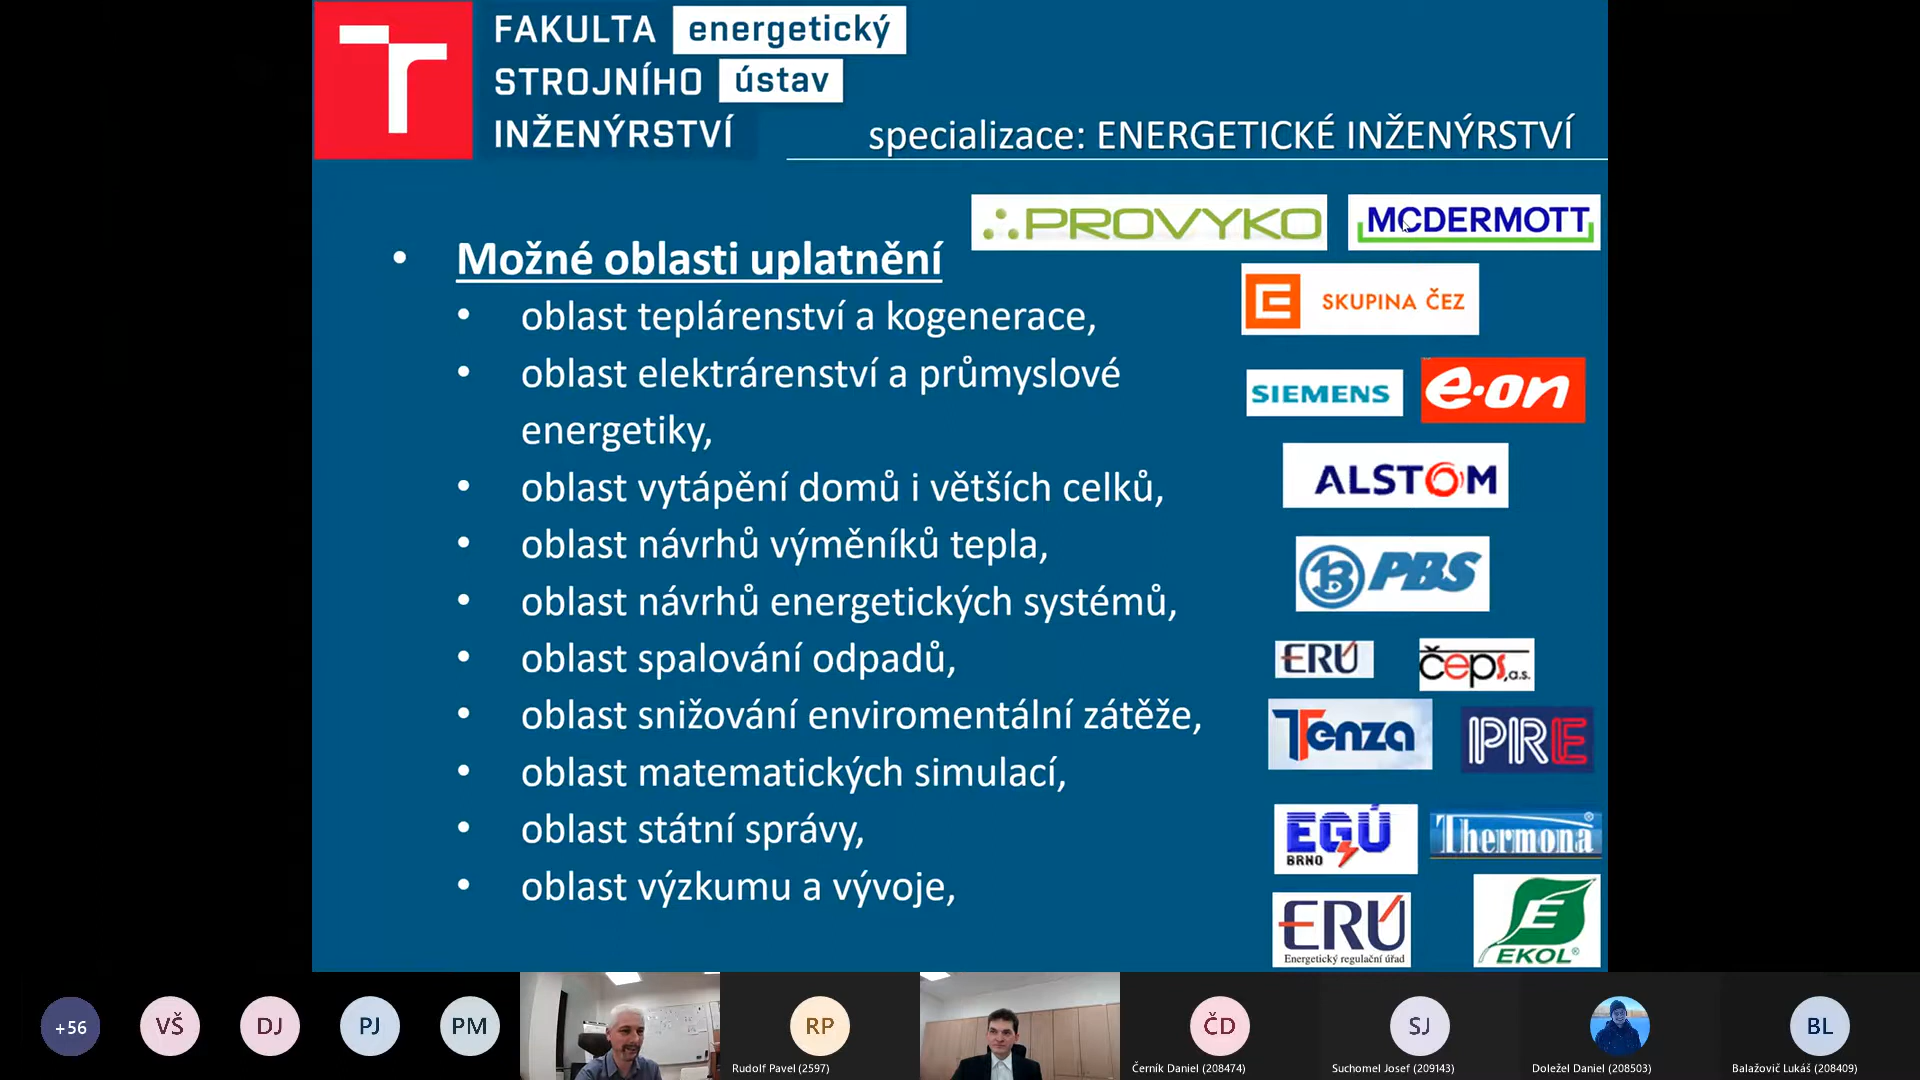 FAKULTA energetický
STROJNÍHO ústav
INŽENÝRSTVÍ
specializace: ENERGETICKÉ INŽENÝRSTVÍ
PROVYKO
MCDERMOTT
• Možné oblasti uplatnění
SKUPINA ČEZ
• oblast teplárenství a kogenerace,
• oblast elektrárenství a průmyslové
energetiky,
SIEMENS
e·on
• oblast vytápění domů i větších celků,
ALSTOM
• oblast návrhů výměníků tepla,
PBS
• oblast návrhů energetických systémů,
• oblast spalování odpadů,
ERÚ
čeps,a.s.
• oblast snižování enviromentální zátěže,
Tenza
PRE
• oblast matematických simulací,
• oblast státní správy,
EGÚ
BRNO
Thermona®
• oblast výzkumu a vývoje,
ERÚ
Energetický regulační úřad
E
EKOL®
+56
VŠ
DJ
PJ
PM
RP
Rudolf Pavel (2597)
ČD
Černík Daniel (208474)
SJ
Suchomel Josef (209143)
Doležel Daniel (208503)
BL
Balažovič Lukáš (208409)